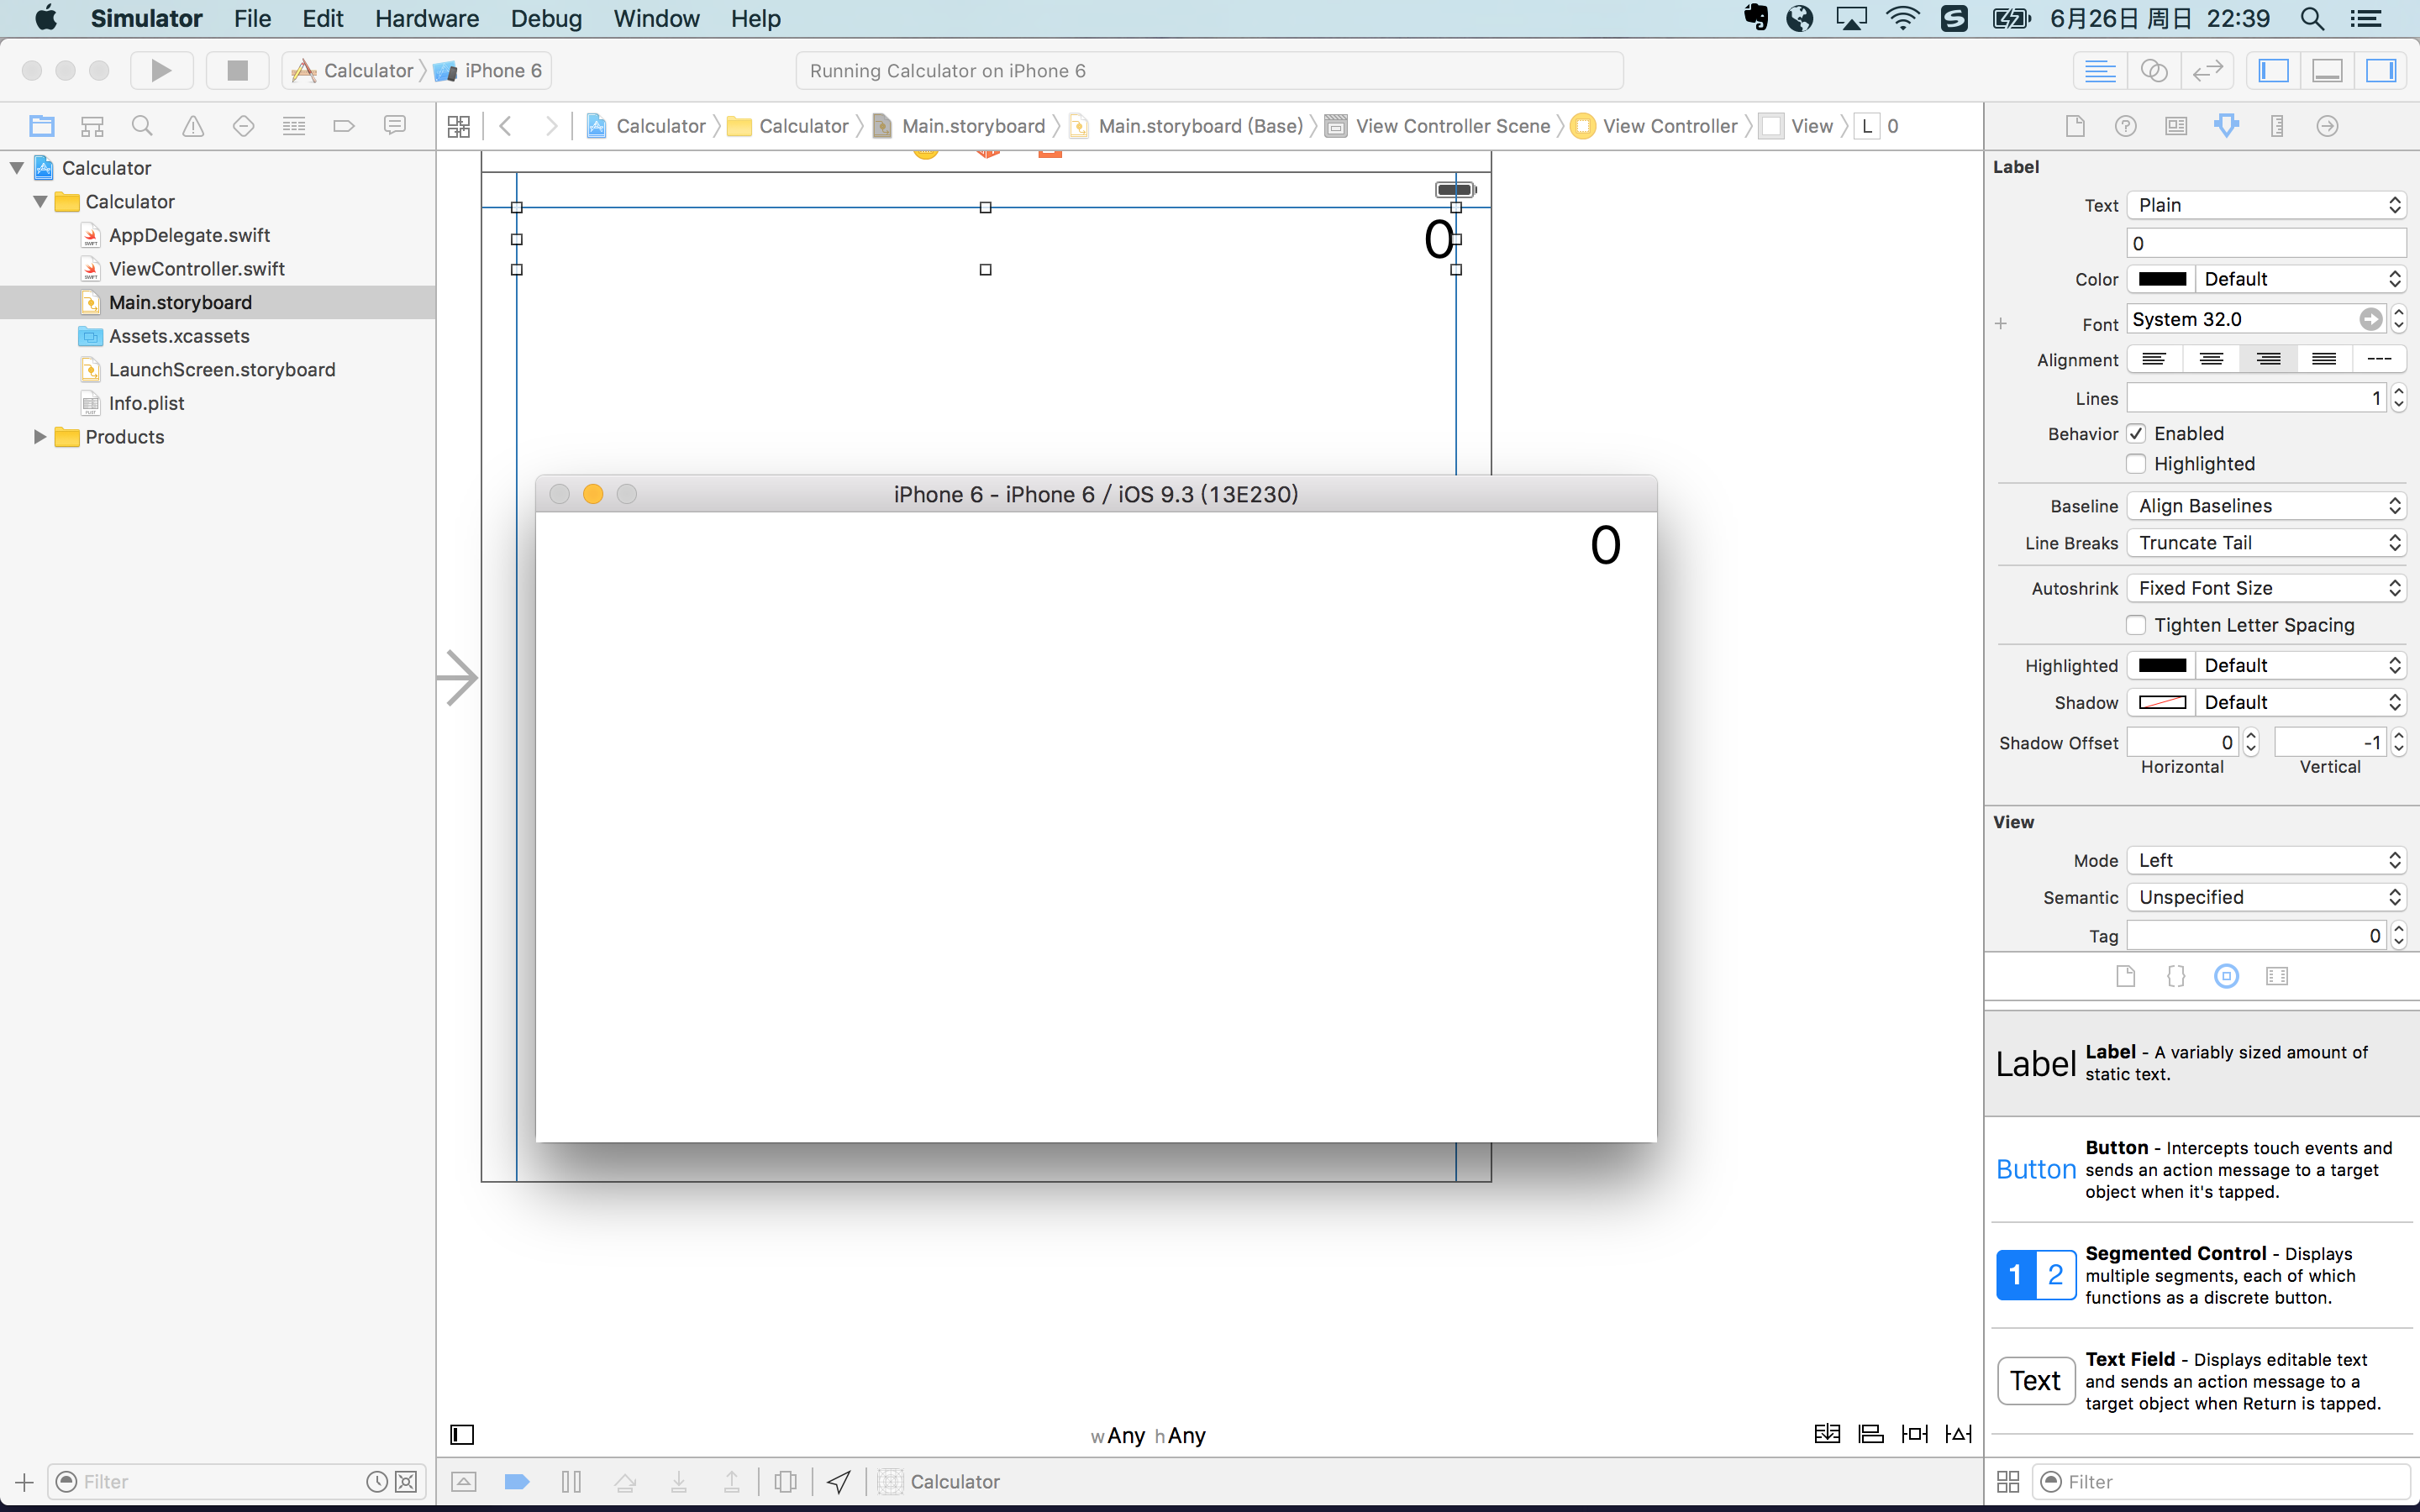 Simulator File Edit Hardware Debug Window Help 6月26日 周日 22:39
Calculator iPhone 6 Running Calculator on iPhone 6
Calculator Calculator Main.storyboard Main.storyboard (Base) View Controller Scene View Controller View L 0
Calculator
Calculator
AppDelegate.swift
ViewController.swift
Main.storyboard
Assets.xcassets
LaunchScreen.storyboard
Info.plist
Products
Filter
0
iPhone 6 - iPhone 6 / iOS 9.3 (13E230)
0
wAny hAny
Calculator
Label
Text Plain
0
Color Default
Font System 32.0
Alignment
Lines 1
Behavior Enabled
Highlighted
Baseline Align Baselines
Line Breaks Truncate Tail
Autoshrink Fixed Font Size
Tighten Letter Spacing
Highlighted Default
Shadow Default
Shadow Offset 0 -1
Horizontal Vertical
View
Mode Left
Semantic Unspecified
Tag 0
Label Label - A variably sized amount of
static text.
Button - Intercepts touch events and
Button sends an action message to a target
object when it's tapped.
Segmented Control - Displays
1 2 multiple segments, each of which
functions as a discrete button.
Text Field - Displays editable text
Text and sends an action message to a
target object when Return is tapped.
Filter